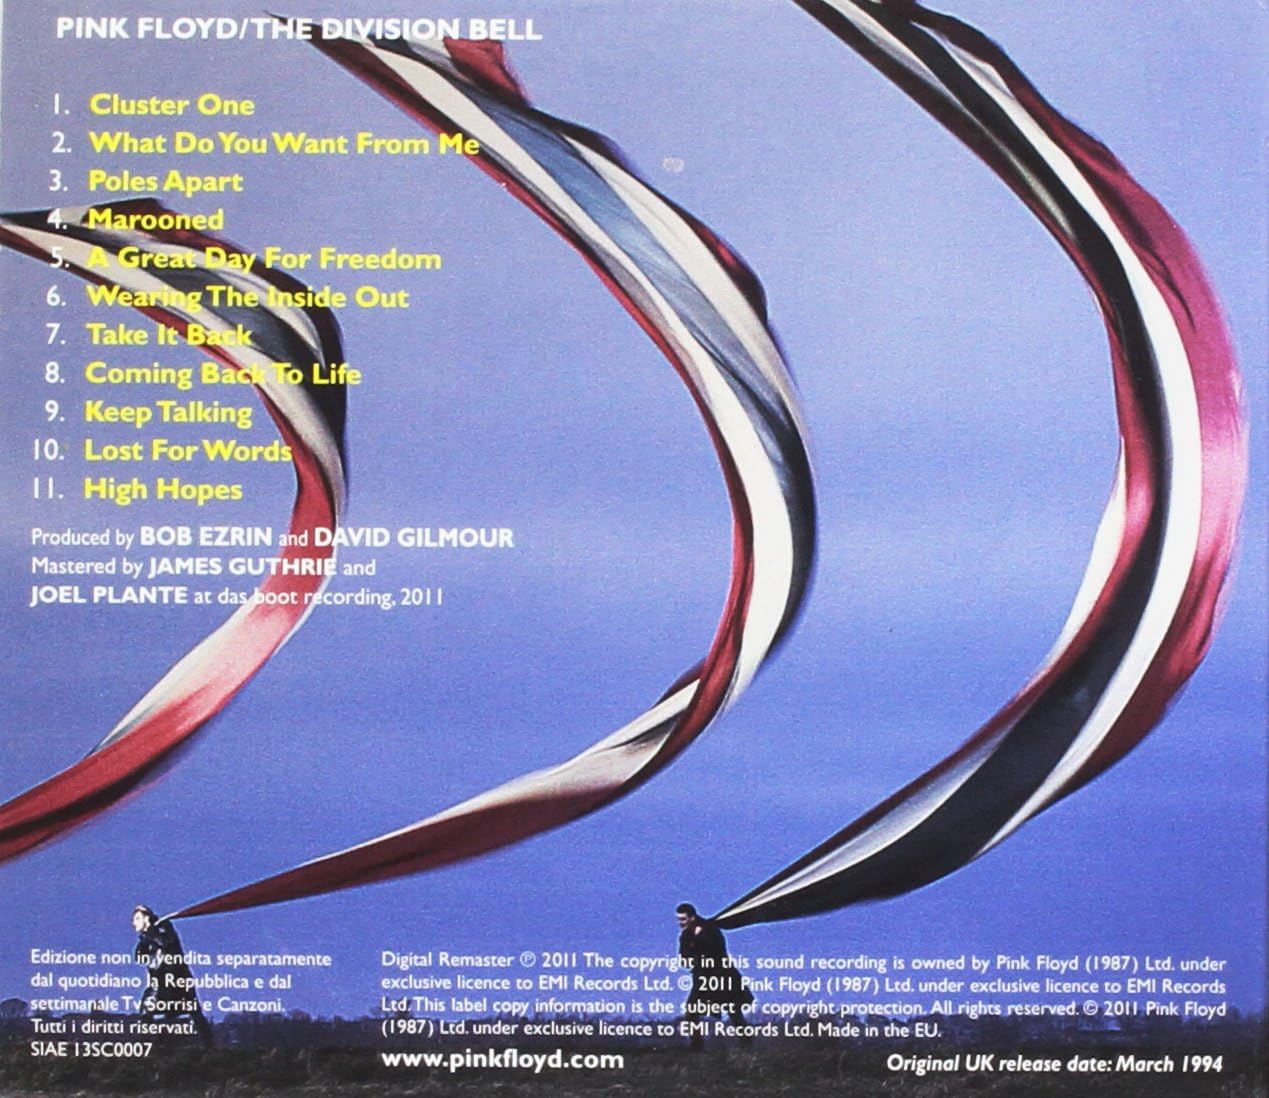 PINK FLOYD/THE DIVISION BELL
1. Cluster One
2. What Do You Want From Me
3. Poles Apart
4. Marooned
5. A Great Day For Freedom
6. Wearing The Inside Out
7. Take It Back
8. Coming Back To Life
9. Keep Talking
10. Lost For Words
11. High Hopes
Produced by BOB EZRIN and DAVID GILMOUR
Mastered by JAMES GUTHRIE and
JOEL PLANTE at das boot recording, 2011
Edizione non in vendita separatamente
dal quotidiano la Repubblica e dal
settimanale Tv Sorrisi e Canzoni.
Tutti i diritti riservati.
SIAE 13SC0007
Digital Remaster ℗ 2011 The copyright in this sound recording is owned by Pink Floyd (1987) Ltd. under
exclusive licence to EMI Records Ltd. © 2011 Pink Floyd (1987) Ltd. under exclusive licence to EMI Records
Ltd. This label copy information is the subject of copyright protection. All rights reserved. © 2011 Pink Floyd
(1987) Ltd. under exclusive licence to EMI Records Ltd. Made in the EU.
www.pinkfloyd.com
Original UK release date: March 1994